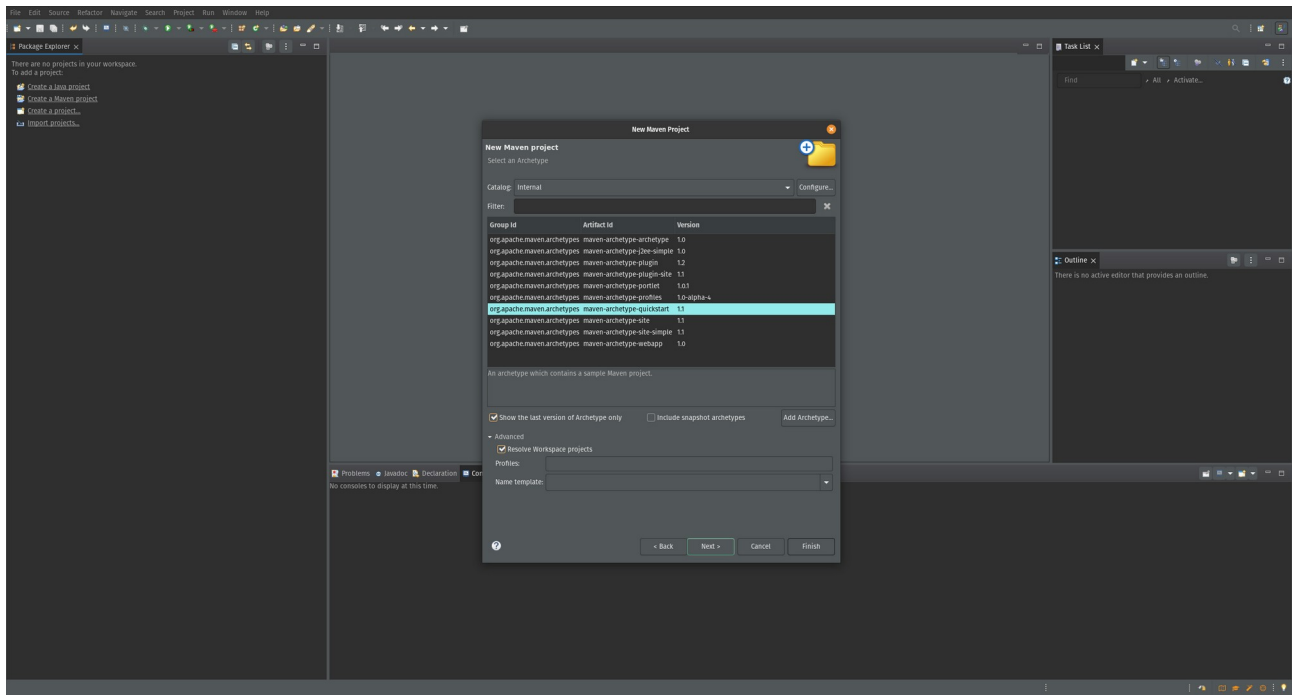 File Edit Source Refactor Navigate Search Project Run Window Help
Package Explorer
There are no projects in your workspace.
To add a project:
Create a Java project
Create a Maven project
Create a project...
Import projects...
New Maven Project
New Maven project
Select an Archetype
Catalog: Internal Configure...
Filter:
Group Id Artifact Id Version
org.apache.maven.archetypes maven-archetype-archetype 1.0
org.apache.maven.archetypes maven-archetype-j2ee-simple 1.0
org.apache.maven.archetypes maven-archetype-plugin 1.2
org.apache.maven.archetypes maven-archetype-plugin-site 1.1
org.apache.maven.archetypes maven-archetype-portlet 1.0.1
org.apache.maven.archetypes maven-archetype-profiles 1.0-alpha-4
org.apache.maven.archetypes maven-archetype-quickstart 1.1
org.apache.maven.archetypes maven-archetype-site 1.1
org.apache.maven.archetypes maven-archetype-site-simple 1.1
org.apache.maven.archetypes maven-archetype-webapp 1.0
An archetype which contains a sample Maven project.
Show the last version of Archetype only Include snapshot archetypes Add Archetype...
Advanced
Resolve Workspace projects
Profiles:
Name template:
< Back Next > Cancel Finish
Problems Javadoc Declaration Con
No consoles to display at this time.
Task List
Find All Activate...
Outline
There is no active editor that provides an outline.